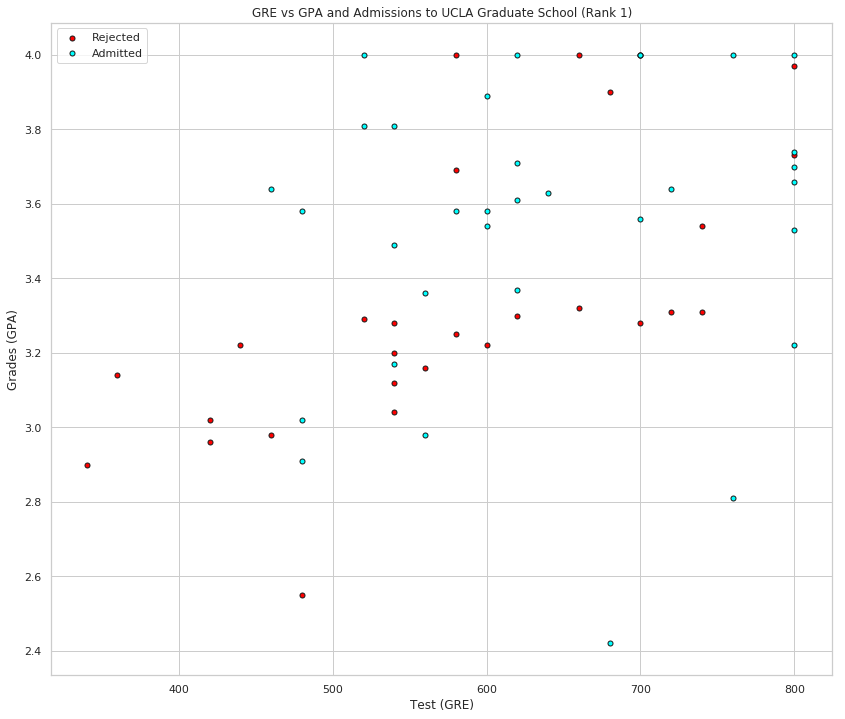 GRE vs GPA and Admissions to UCLA Graduate School (Rank 1)
Rejected
Admitted
4.0
3.8
3.6
3.4
3.2
3.0
2.8
2.6
2.4
Grades (GPA)
400 500 600 700 800
Test (GRE)